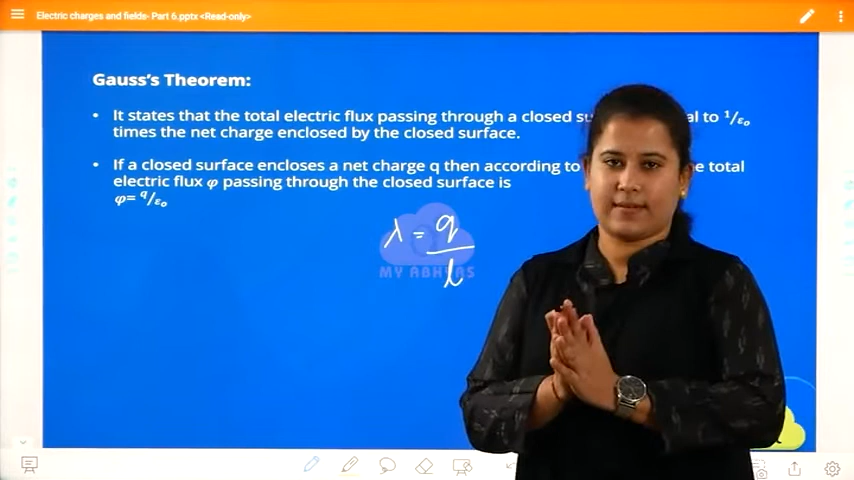 Electric charges and fields- Part 6.pptx <Read-only>
Gauss's Theorem:
• It states that the total electric flux passing through a closed su al to ¹/εₒ
times the net charge enclosed by the closed surface.
• If a closed surface encloses a net charge q then according to e total
electric flux φ passing through the closed surface is
φ= q/εₒ
λ = q
l
MY ABHYAS